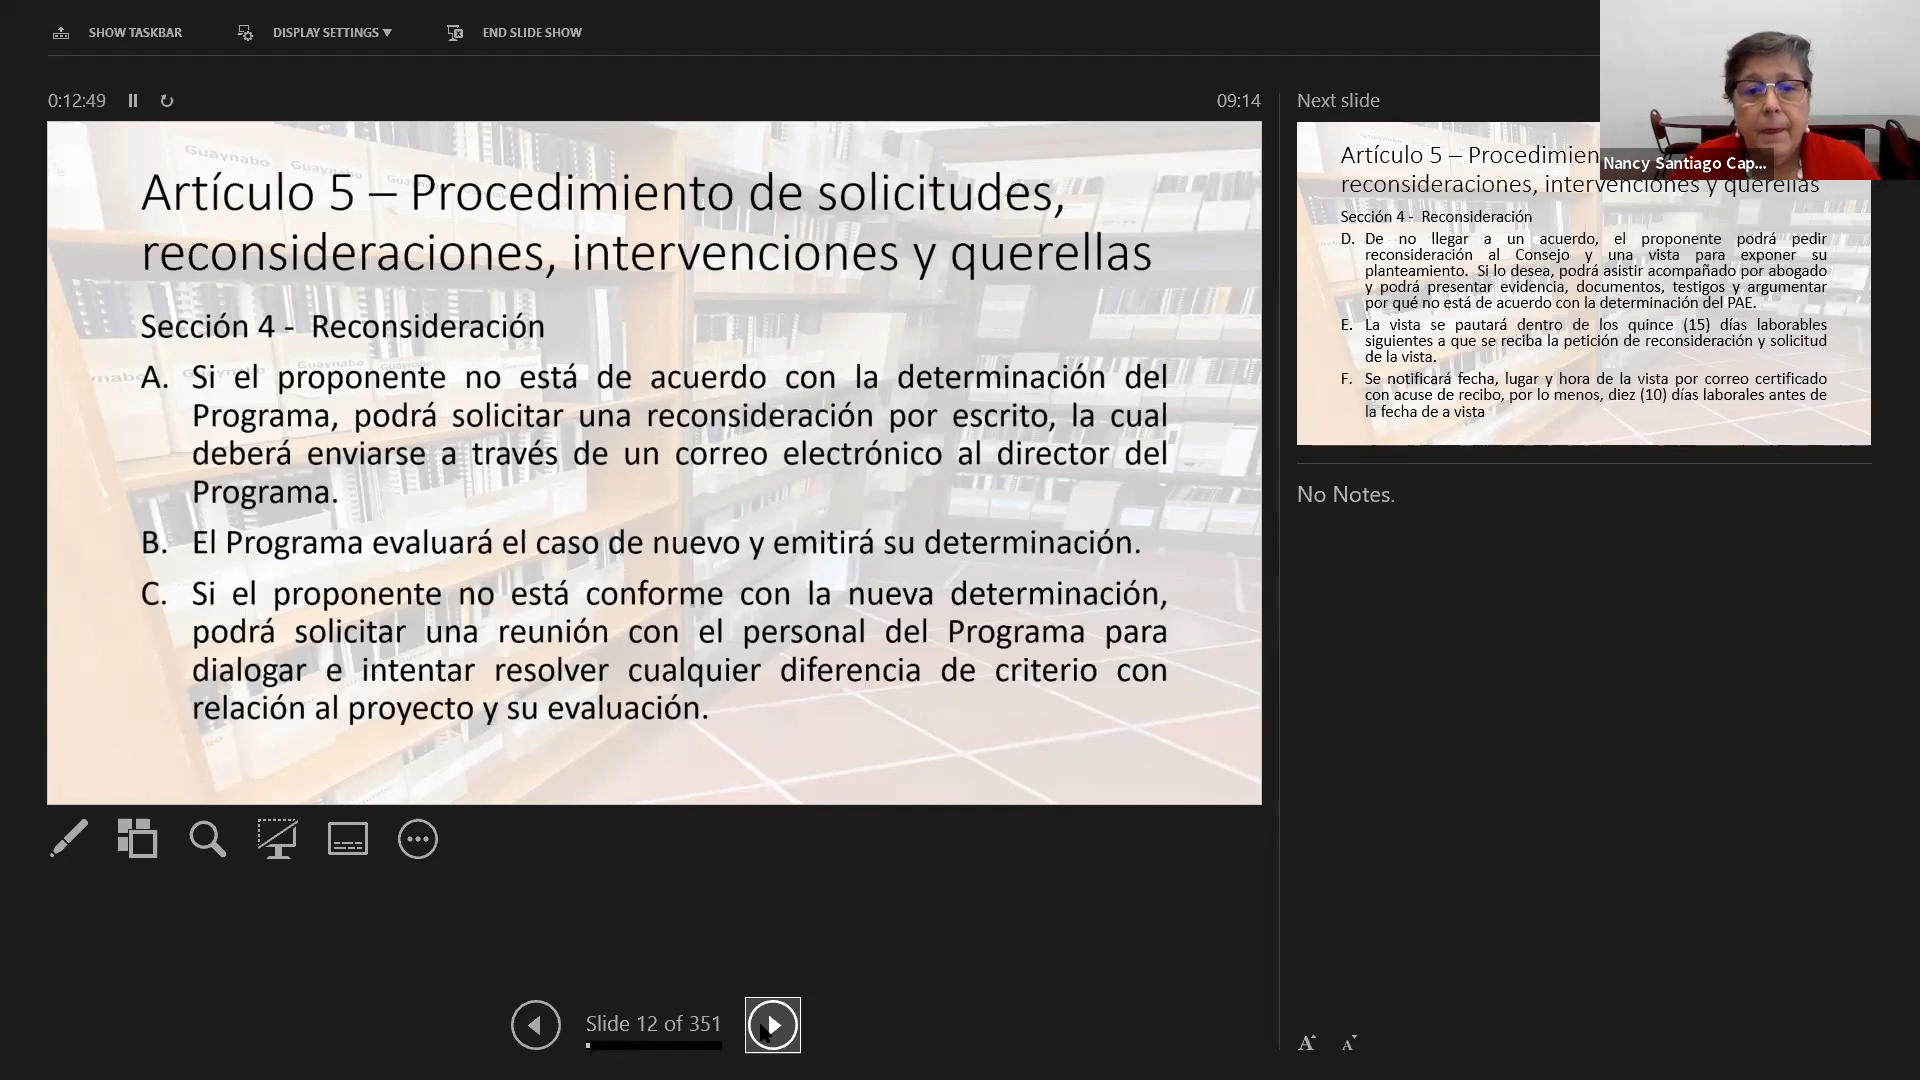 SHOW TASKBAR
DISPLAY SETTINGS ▼
END SLIDE SHOW
0:12:49
09:14
Next slide
Guaynabo
Guaynabo
Artículo 5 – Procedimiento de solicitudes,
reconsideraciones, intervenciones y querellas
Sección 4 -  Reconsideración
A. Si el proponente no está de acuerdo con la determinación del
Programa, podrá solicitar una reconsideración por escrito, la cual
deberá enviarse a través de un correo electrónico al director del
Programa.
B. El Programa evaluará el caso de nuevo y emitirá su determinación.
C. Si el proponente no está conforme con la nueva determinación,
podrá solicitar una reunión con el personal del Programa para
dialogar e intentar resolver cualquier diferencia de criterio con
relación al proyecto y su evaluación.
Nancy Santiago Cap...
Artículo 5 – Procedimien
reconsideraciones, intervenciones y querellas
Sección 4 -  Reconsideración
D. De no llegar a un acuerdo, el proponente podrá pedir
reconsideración al Consejo y una vista para exponer su
planteamiento. Si lo desea, podrá asistir acompañado por abogado
y podrá presentar evidencia, documentos, testigos y argumentar
por qué no está de acuerdo con la determinación del PAE.
E. La vista se pautará dentro de los quince (15) días laborables
siguientes a que se reciba la petición de reconsideración y solicitud
de la vista.
F. Se notificará fecha, lugar y hora de la vista por correo certificado
con acuse de recibo, por lo menos, diez (10) días laborales antes de
la fecha de a vista
No Notes.
Slide 12 of 351
A A